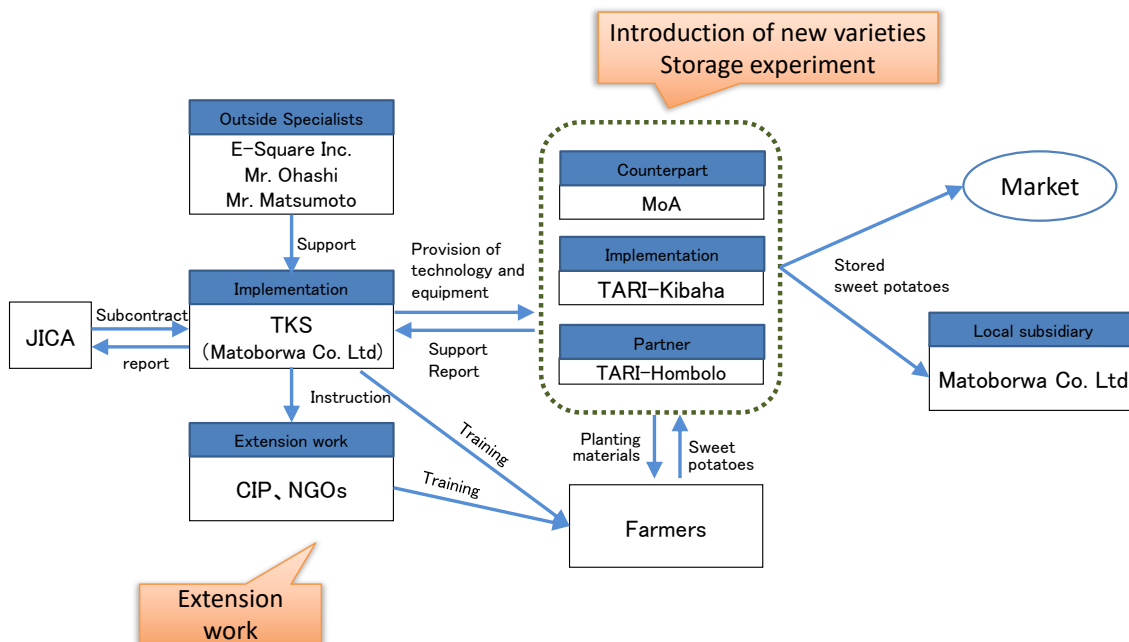 Introduction of new varieties
Storage experiment
Outside Specialists
E-Square Inc.
Mr. Ohashi
Mr. Matsumoto
Support
Counterpart
MoA
Market
Provision of
technology and
equipment
Implementation
TARI-Kibaha
Stored
sweet potatoes
Implementation
TKS
(Matoborwa Co. Ltd)
JICA
Subcontract
report
Support
Report
Partner
TARI-Hombolo
Local subsidiary
Matoborwa Co. Ltd
Instruction
Training
Planting
materials
Sweet
potatoes
Extension work
CIP、NGOs
Training
Farmers
Extension
work